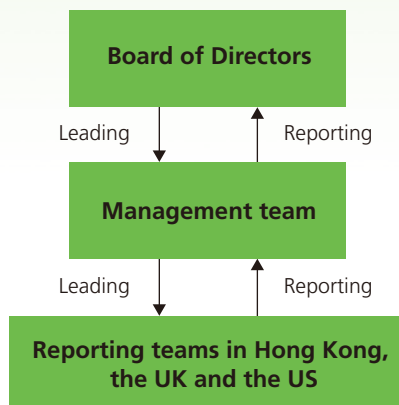 Board of Directors
Leading
Reporting
Management team
Leading
Reporting
Reporting teams in Hong Kong,
the UK and the US